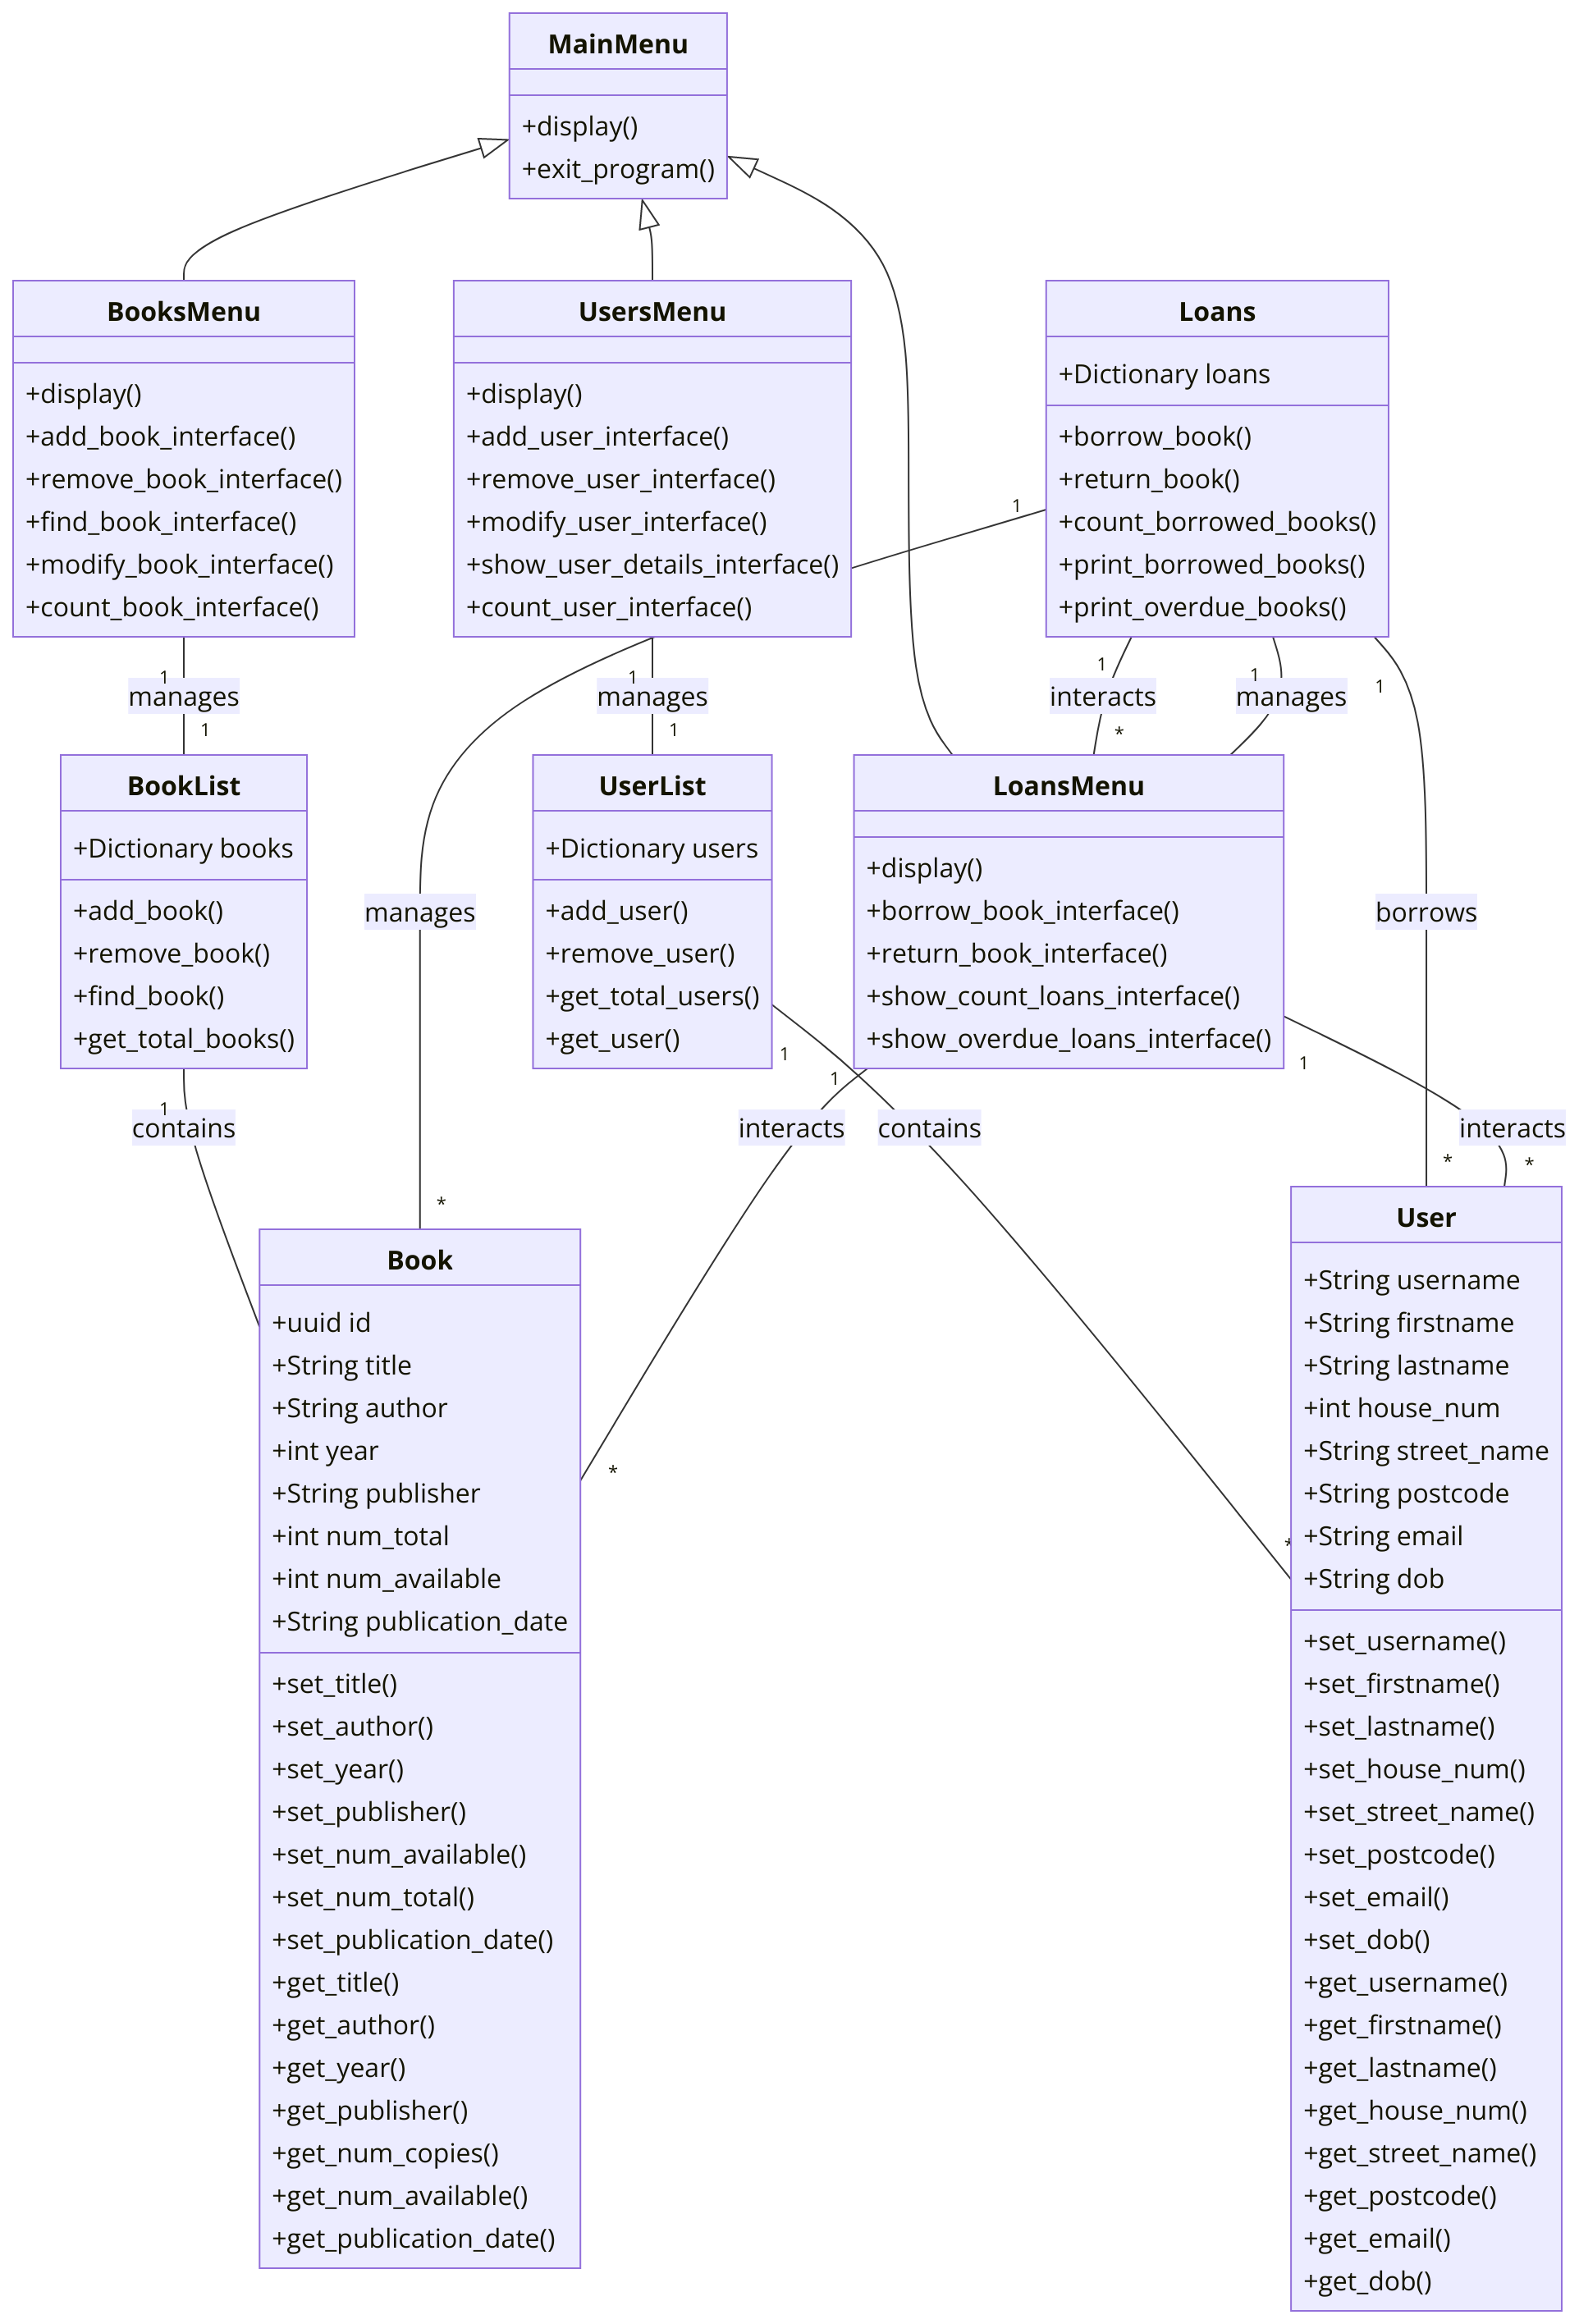 MainMenu
+display()
+exit_program()
BooksMenu
+display()
+add_book_interface()
+remove_book_interface()
+find_book_interface()
+modify_book_interface()
+count_book_interface()
UsersMenu
+display()
+add_user_interface()
+remove_user_interface()
+modify_user_interface()
+show_user_details_interface()
+count_user_interface()
Loans
+Dictionary loans
+borrow_book()
+return_book()
+count_borrowed_books()
+print_borrowed_books()
+print_overdue_books()
1
1
manages
1
1
manages
1
1
interacts
*
1
manages
1
borrows
*
manages
*
BookList
+Dictionary books
+add_book()
+remove_book()
+find_book()
+get_total_books()
UserList
+Dictionary users
+add_user()
+remove_user()
+get_total_users()
+get_user()
LoansMenu
+display()
+borrow_book_interface()
+return_book_interface()
+show_count_loans_interface()
+show_overdue_loans_interface()
1
contains
1
interacts
*
1
contains
*
1
interacts
*
Book
+uuid id
+String title
+String author
+int year
+String publisher
+int num_total
+int num_available
+String publication_date
+set_title()
+set_author()
+set_year()
+set_publisher()
+set_num_available()
+set_num_total()
+set_publication_date()
+get_title()
+get_author()
+get_year()
+get_publisher()
+get_num_copies()
+get_num_available()
+get_publication_date()
User
+String username
+String firstname
+String lastname
+int house_num
+String street_name
+String postcode
+String email
+String dob
+set_username()
+set_firstname()
+set_lastname()
+set_house_num()
+set_street_name()
+set_postcode()
+set_email()
+set_dob()
+get_username()
+get_firstname()
+get_lastname()
+get_house_num()
+get_street_name()
+get_postcode()
+get_email()
+get_dob()